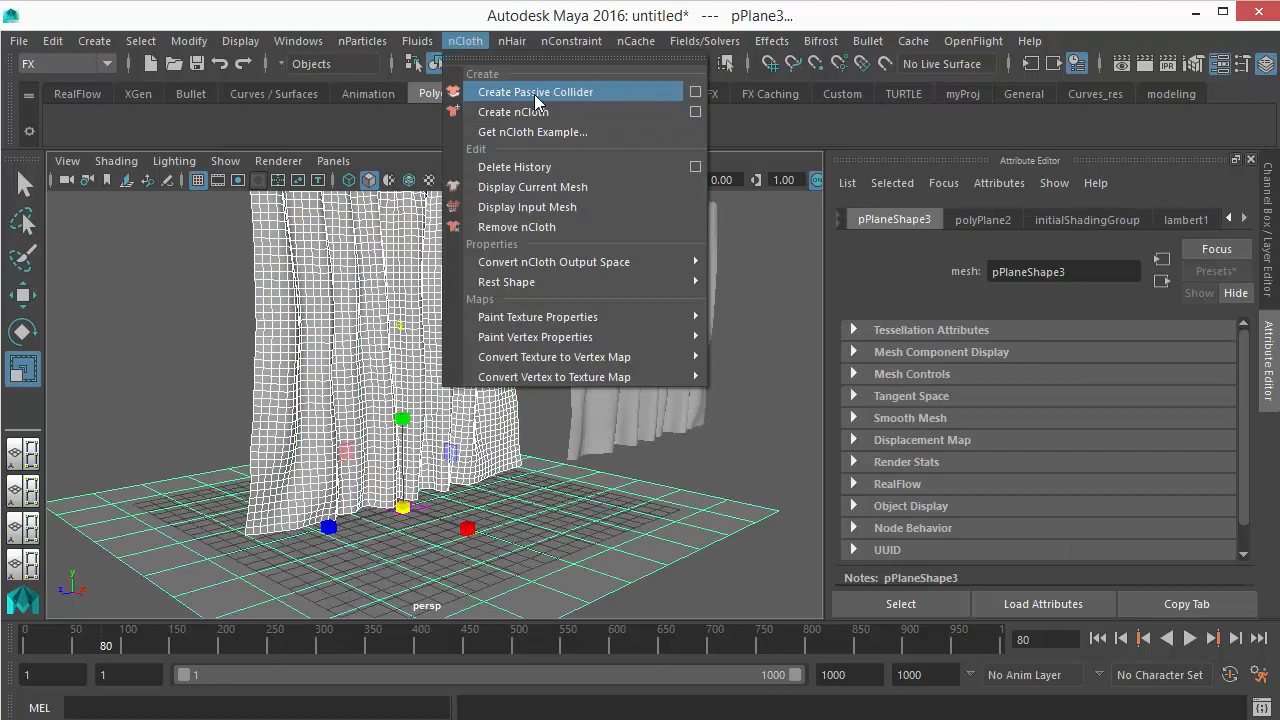 Autodesk Maya 2016: untitled* --- pPlane3...
File Edit Create Select Modify Display Windows nParticles Fluids nCloth nHair nConstraint nCache Fields/Solvers Effects Bifrost Bullet Cache OpenFlight Help
FX Objects No Live Surface
RealFlow XGen Bullet Curves / Surfaces Animation FX Caching Custom TURTLE myProj General Curves_res modeling
Create
Create Passive Collider
Create nCloth
Get nCloth Example...
Edit
Delete History
Display Current Mesh
Display Input Mesh
Remove nCloth
Properties
Convert nCloth Output Space
Rest Shape
Maps
Paint Texture Properties
Paint Vertex Properties
Convert Texture to Vertex Map
Convert Vertex to Texture Map
View Shading Lighting Show Renderer Panels
0.00 1.00
Attribute Editor
List Selected Focus Attributes Show Help
pPlaneShape3 polyPlane2 initialShadingGroup lambert1
mesh: pPlaneShape3
Focus
Presets*
Show Hide
Tessellation Attributes
Mesh Component Display
Mesh Controls
Tangent Space
Smooth Mesh
Displacement Map
Render Stats
RealFlow
Object Display
Node Behavior
UUID
Notes: pPlaneShape3
Select Load Attributes Copy Tab
Channel Box / Layer Editor
Attribute Editor
y
z x
persp
0 50 100 150 200 250 300 350 400 450 500 550 600 650 700 750 800 850 900 950 1
80
80
1 1 1 1000 1000 1000 No Anim Layer No Character Set
MEL